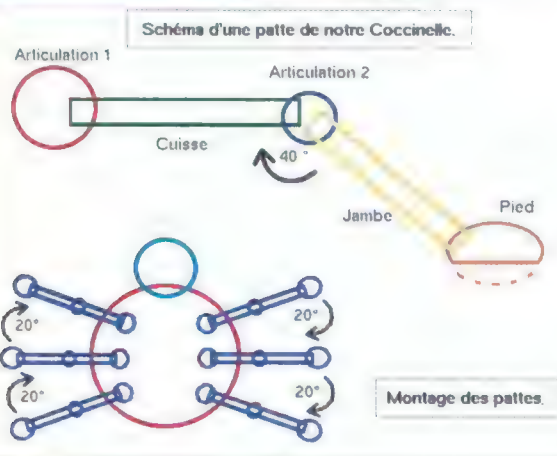 Schéma d'une patte de notre Coccinelle.
Articulation 1
Articulation 2
Cuisse
40 °
Jambe
Pied
20°
20°
20°
20°
Montage des pattes.